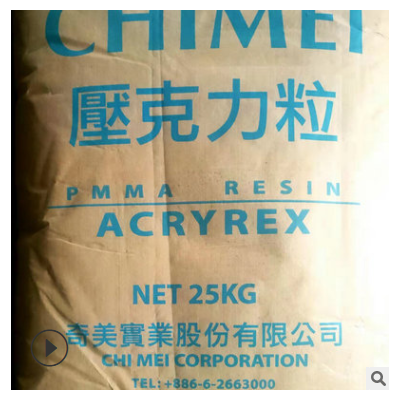 CHIMEI
壓克力粒
PMMA RESIN
ACRYREX
NET 25KG
奇美實業股份有限公司
CHI MEI CORPORATION
TEL: +886-6-2663000